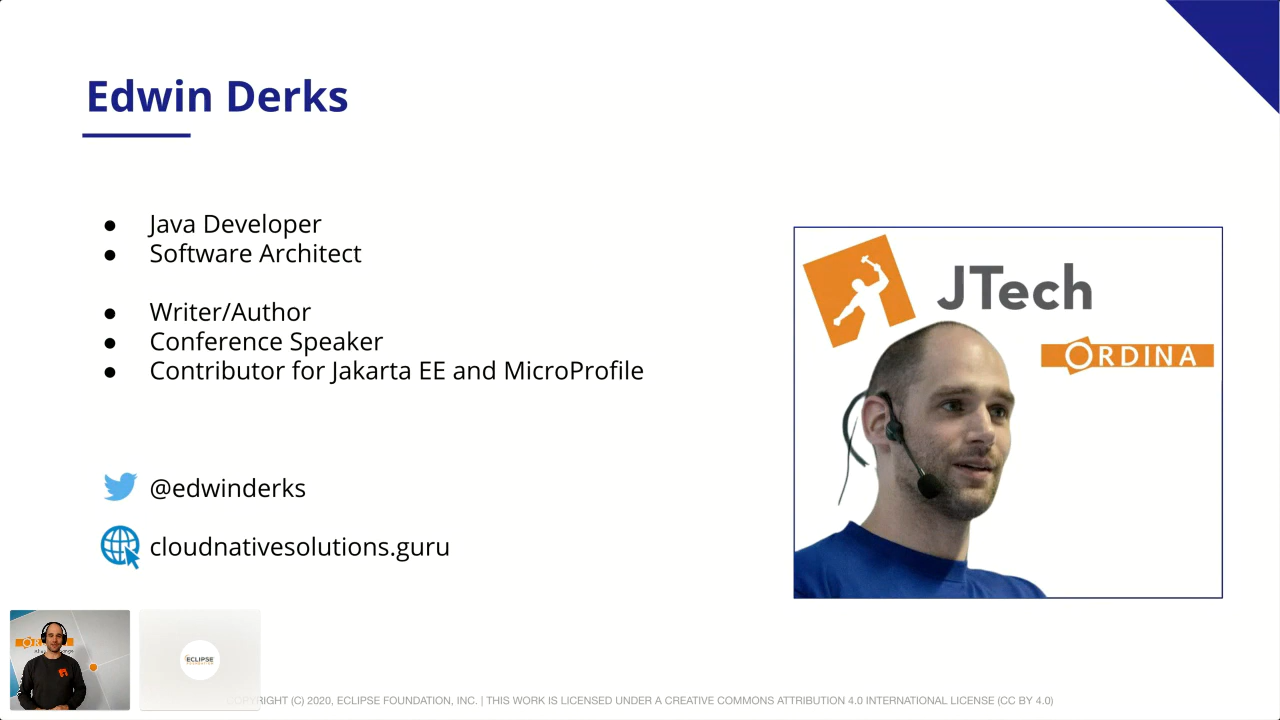 Edwin Derks
● Java Developer
● Software Architect
● Writer/Author
● Conference Speaker
● Contributor for Jakarta EE and MicroProfile
@edwinderks
cloudnativesolutions.guru
JTech
ORDINA
ECLIPSE
FOUNDATION
COPYRIGHT (C) 2020, ECLIPSE FOUNDATION, INC. | THIS WORK IS LICENSED UNDER A CREATIVE COMMONS ATTRIBUTION 4.0 INTERNATIONAL LICENSE (CC BY 4.0)